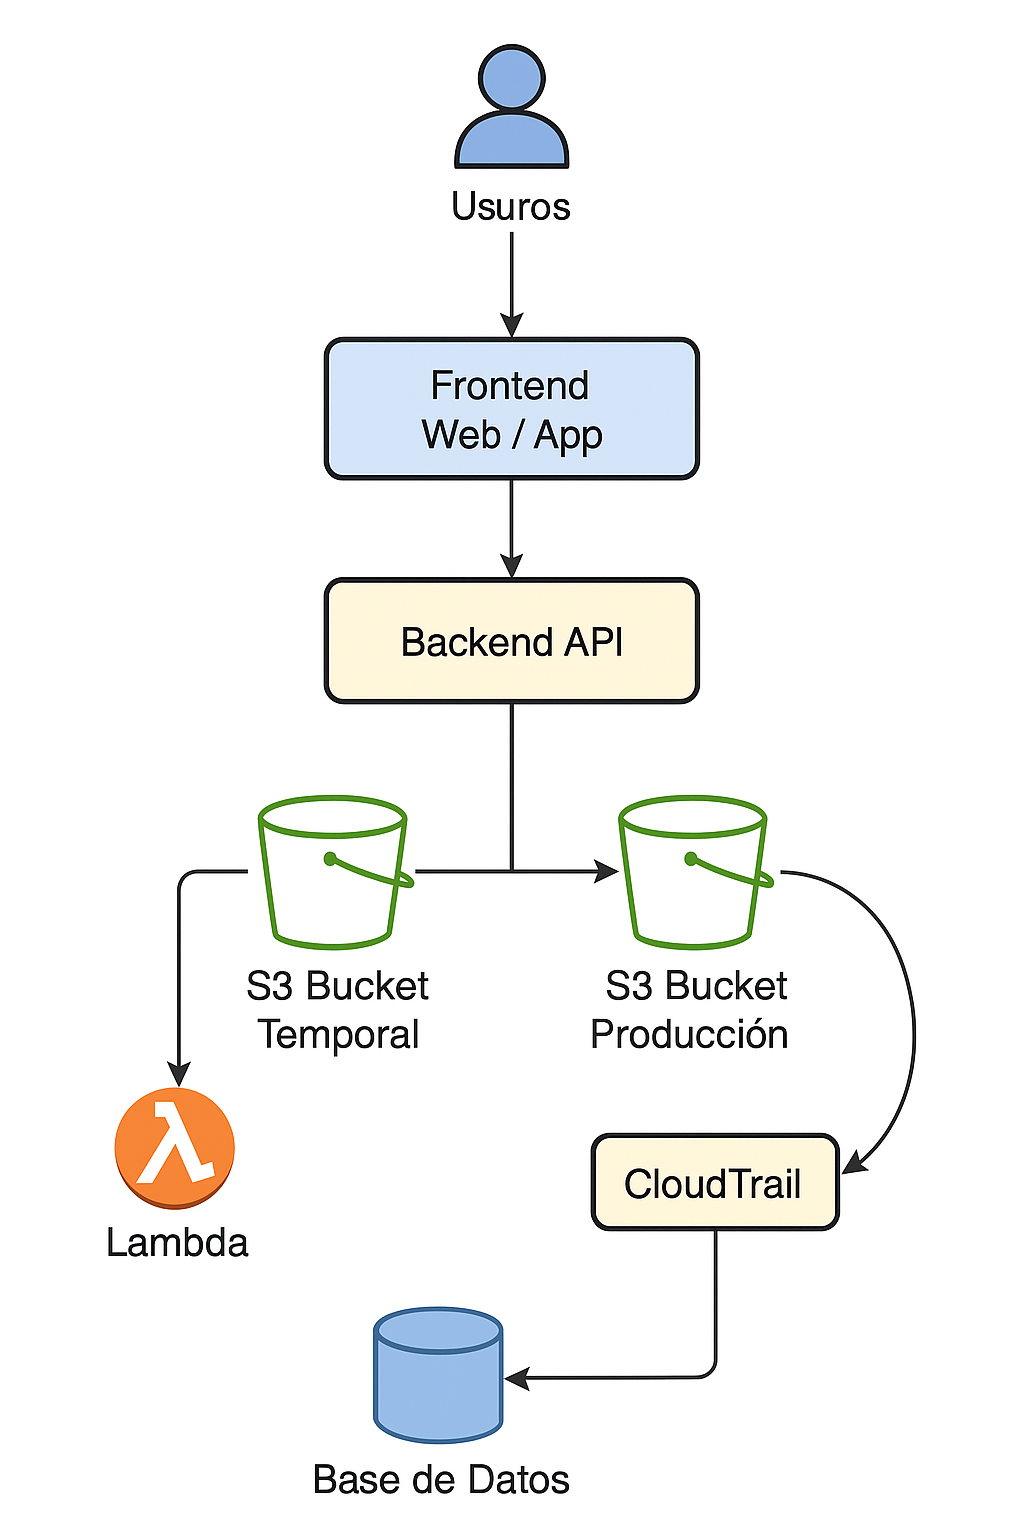 Usuros
Frontend
Web / App
Backend API
S3 Bucket
Temporal
S3 Bucket
Producción
Lambda
CloudTrail
Base de Datos